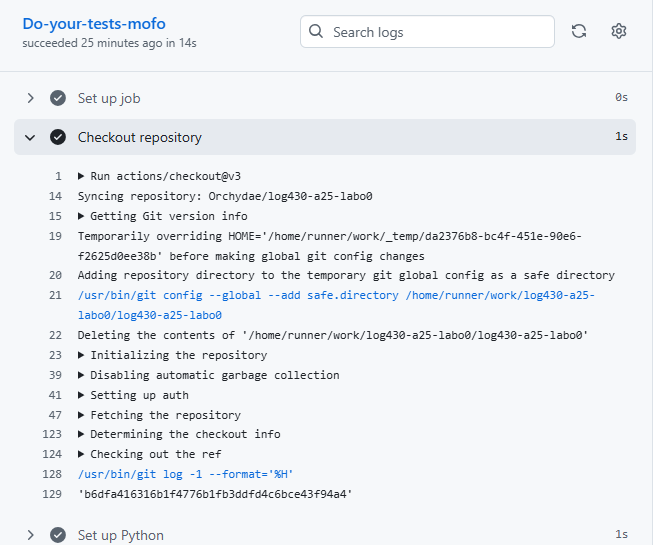 Do-your-tests-mofo
succeeded 25 minutes ago in 14s
Search logs
Set up job 0s
Checkout repository 1s
1 Run actions/checkout@v3
14 Syncing repository: Orchydae/log430-a25-labo0
15 Getting Git version info
19 Temporarily overriding HOME='/home/runner/work/_temp/da2376b8-bc4f-451e-90e6-
f2625d0ee38b' before making global git config changes
20 Adding repository directory to the temporary git global config as a safe directory
21 /usr/bin/git config --global --add safe.directory /home/runner/work/log430-a25-
labo0/log430-a25-labo0
22 Deleting the contents of '/home/runner/work/log430-a25-labo0/log430-a25-labo0'
23 Initializing the repository
39 Disabling automatic garbage collection
41 Setting up auth
47 Fetching the repository
123 Determining the checkout info
124 Checking out the ref
128 /usr/bin/git log -1 --format='%H'
129 'b6dfa416316b1f4776b1fb3ddfd4c6bce43f94a4'
Set up Python 1s